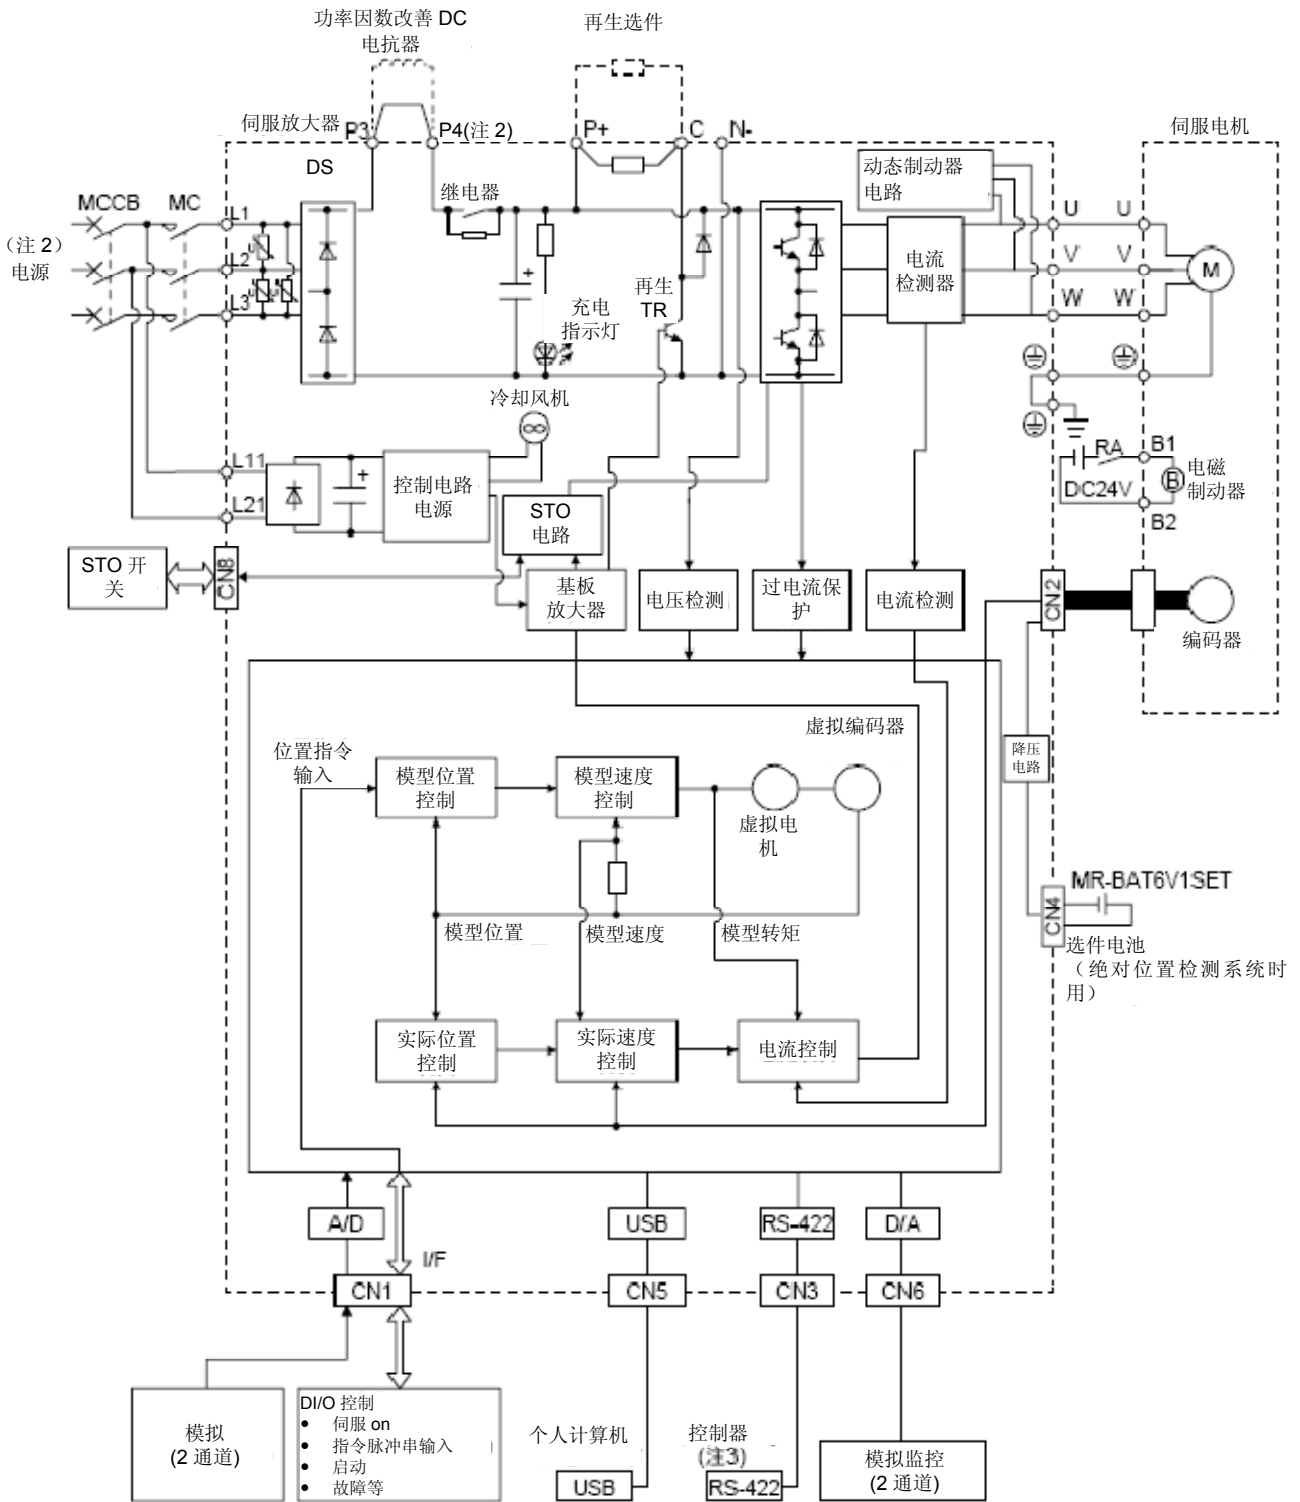 功率因数改善 DC
电抗器
再生选件
伺服放大器
P3
P4(注 2)
P+
C
N-
伺服电机
DS
动态制动器
电路
继电器
MCCB
MC
L1
U
U
（注 2）
电源
L2
电流
检测器
V
V
M
再生
TR
L3
充电
指示灯
W
W
冷却风机
L11
控制电路
电源
RA
B1
电磁
制动器
B
DC24V
L21
STO
电路
B2
STO 开
关
CN8
基板
放大器
电压检测
过电流保
护
电流检测
CN2
编码器
位置指令
输入
模型位置
控制
模型速度
控制
虚拟编码器
降压
电路
虚拟电
机
MR-BAT6V1SET
CN4
模型位置
模型速度
模型转矩
选件电池
（绝对位置检测系统时
用）
实际位置
控制
实际速度
控制
电流控制
A/D
USB
RS-422
D/A
I/F
CN1
CN5
CN3
CN6
模拟
(2 通道)
DI/O 控制
● 伺服 on
● 指令脉冲串输入
● 启动
● 故障等
个人计算机
USB
控制器
(注3)
RS-422
模拟监控
(2 通道)